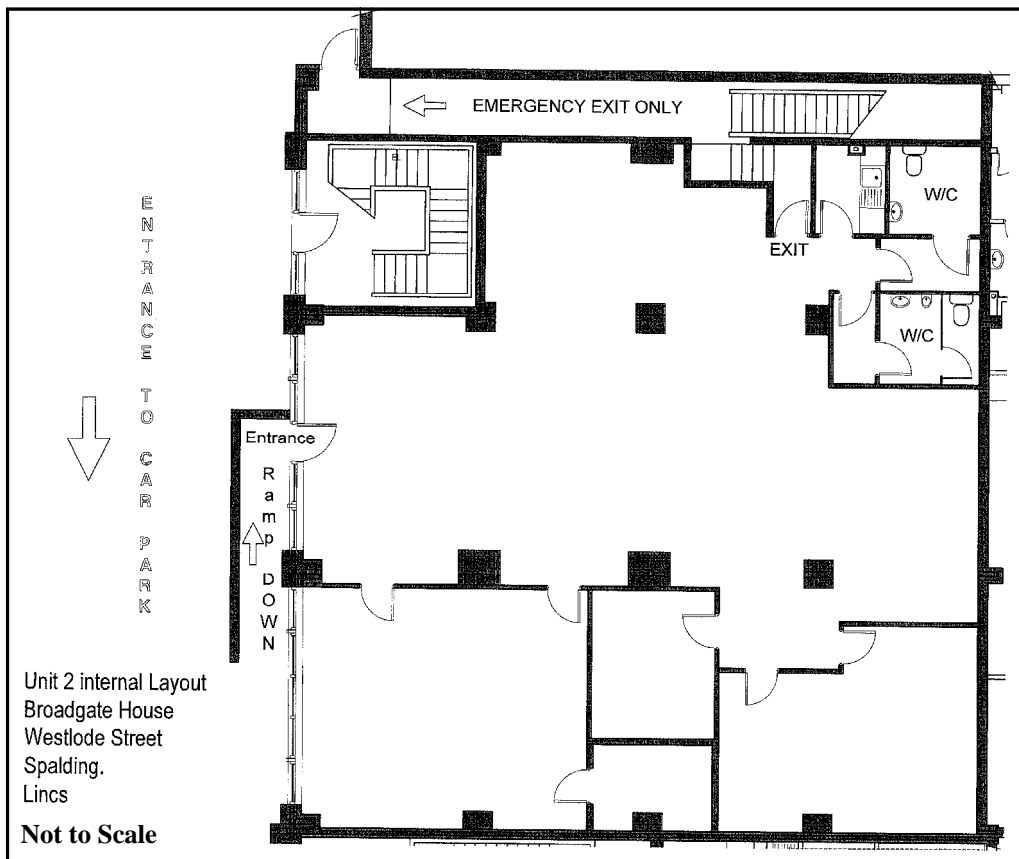 EMERGENCY EXIT ONLY
W/C
EXIT
W/C
ENTRANCE TO CAR PARK
Entrance
Ramp DOWN
Unit 2 internal Layout
Broadgate House
Westlode Street
Spalding.
Lincs
Not to Scale